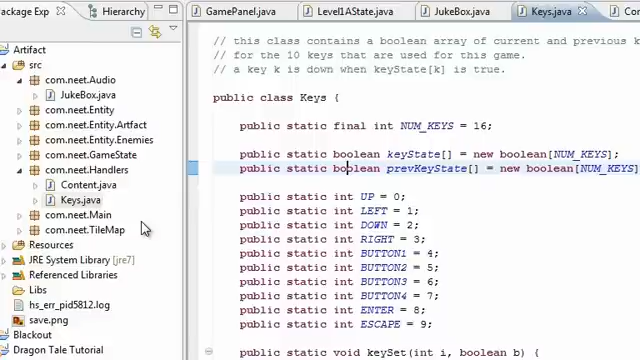 Package Exp
Hierarchy
GamePanel.java
Level1AState.java
JukeBox.java
Keys.java
Co
Artifact
src
com.neet.Audio
JukeBox.java
com.neet.Entity
com.neet.Entity.Artifact
com.neet.Entity.Enemies
com.neet.GameState
com.neet.Handlers
Content.java
Keys.java
com.neet.Main
com.neet.TileMap
Resources
JRE System Library [jre7]
Referenced Libraries
Libs
hs_err_pid5812.log
save.png
Blackout
Dragon Tale Tutorial
// this class contains a boolean array of current and previous k
// for the 10 keys that are used for this game.
// a key k is down when keyState[k] is true.
public class Keys {
public static final int NUM_KEYS = 16;
public static boolean keyState[] = new boolean[NUM_KEYS];
public static boolean prevKeyState[] = new boolean[NUM_KEYS]
public static int UP = 0;
public static int LEFT = 1;
public static int DOWN = 2;
public static int RIGHT = 3;
public static int BUTTON1 = 4;
public static int BUTTON2 = 5;
public static int BUTTON3 = 6;
public static int BUTTON4 = 7;
public static int ENTER = 8;
public static int ESCAPE = 9;
public static void keySet(int i, boolean b) {